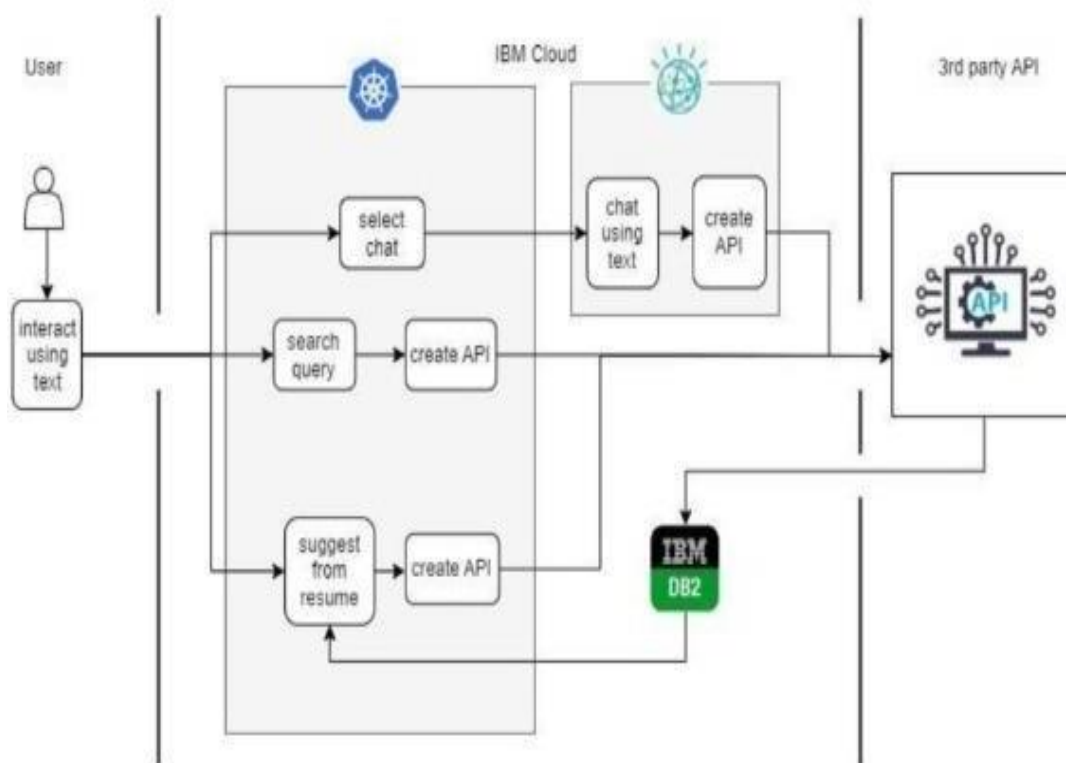 User
IBM Cloud
3rd party API
select
chat
chat
using
text
create
API
API
interact
using
text
search
query
create API
suggest
from
resume
create API
IBM
DB2